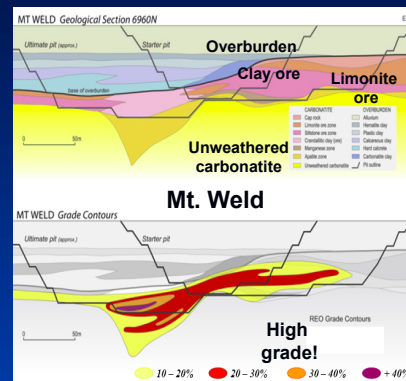 MT WELD Geological Section 6960N
E
Ultimate pit (approx.)
Starter pit
Overburden
Clay ore
Limonite
ore
base of overburden
Unweathered
carbonatite
0
50m
CARBONATITE
Cap rock
Limonite ore zone
Siltstone ore zone
Crandallite clay (ore)
Manganese zone
Apatite zone
Unweathered carbonatite
OVERBURDEN
Alluvium
Hematite clay
Plastic clay
Calcareous clay
Hard calcrete
Carbonatite clay
Pit outline
Mt. Weld
MT WELD Grade Contours
Ultimate pit (approx.)
Starter pit
0
50m
REO Grade Contours
High
grade!
10 – 20%
20 – 30%
30 – 40%
+ 40%